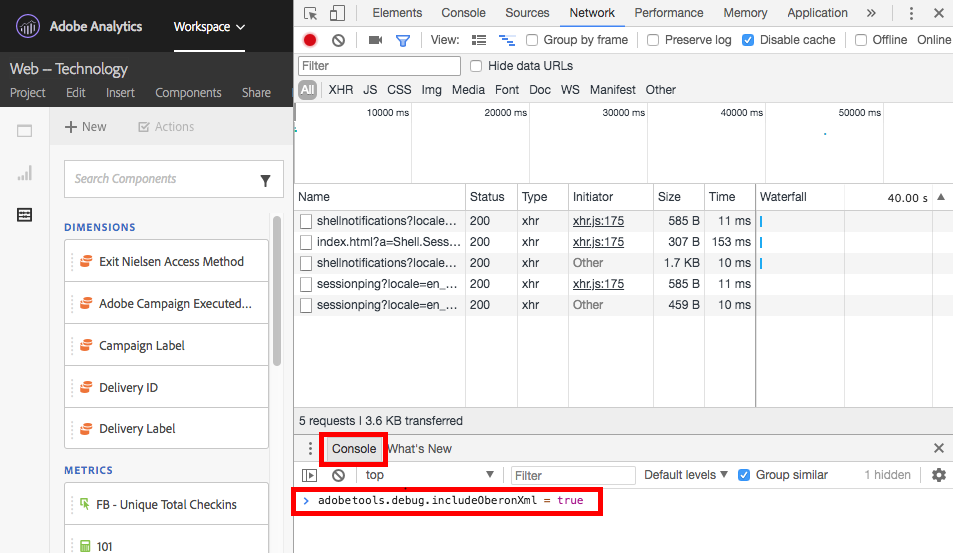 Adobe Analytics
Workspace
Web -- Technology
Project Edit Insert Components Share
New Actions
Search Components
DIMENSIONS
Exit Nielsen Access Method
Adobe Campaign Executed...
Campaign Label
Delivery ID
Delivery Label
METRICS
FB - Unique Total Checkins
101
Elements Console Sources Network Performance Memory Application »
View: Group by frame Preserve log Disable cache Offline Online
Filter Hide data URLs
All XHR JS CSS Img Media Font Doc WS Manifest Other
10000 ms 20000 ms 30000 ms 40000 ms 50000 ms
Name Status Type Initiator Size Time Waterfall 40.00 s
shellnotifications?locale... 200 xhr xhr.js:175 585 B 11 ms
index.html?a=Shell.Sess... 200 xhr xhr.js:175 307 B 153 ms
shellnotifications?locale... 200 xhr Other 1.7 KB 10 ms
sessionping?locale=en_... 200 xhr xhr.js:175 585 B 11 ms
sessionping?locale=en_... 200 xhr Other 459 B 10 ms
5 requests | 3.6 KB transferred
Console What's New
top Filter Default levels Group similar 1 hidden
> adobetools.debug.includeOberonXml = true